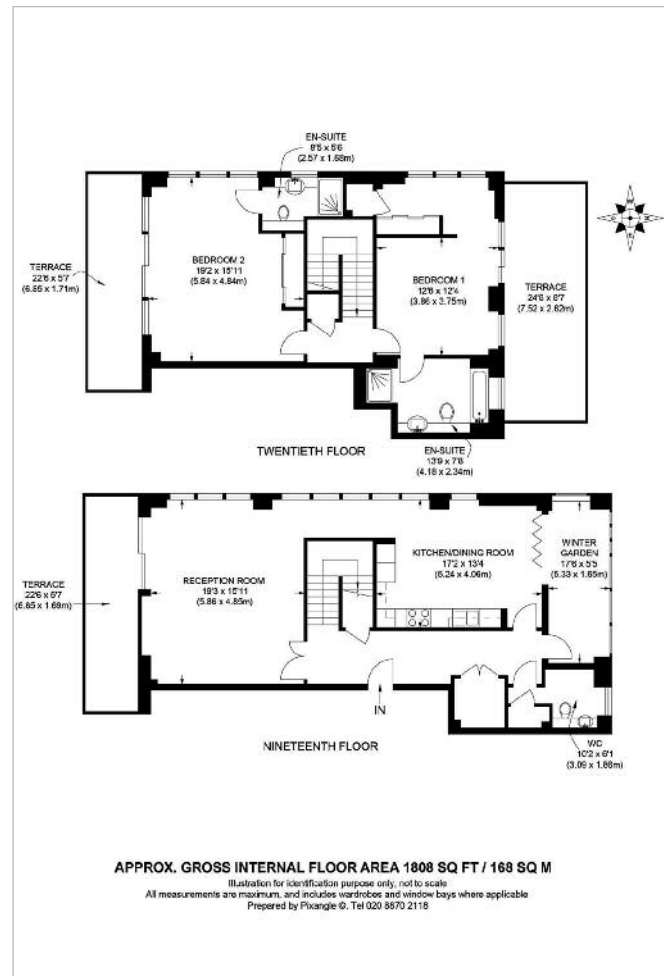 EN-SUITE
8'5 x 5'6
(2.57 x 1.68m)
TERRACE
22'6 x 5'7
(6.85 x 1.71m)
BEDROOM 2
19'2 x 15'11
(5.84 x 4.84m)
BEDROOM 1
12'8 x 12'4
(3.86 x 3.75m)
TERRACE
24'8 x 8'7
(7.52 x 2.62m)
TWENTIETH FLOOR
EN-SUITE
13'9 x 7'8
(4.18 x 2.34m)
TERRACE
22'6 x 5'7
(6.85 x 1.69m)
RECEPTION ROOM
19'3 x 15'11
(5.86 x 4.85m)
KITCHEN/DINING ROOM
17'2 x 13'4
(5.24 x 4.06m)
WINTER
GARDEN
17'6 x 5'5
(5.33 x 1.65m)
IN
NINETEENTH FLOOR
WC
10'2 x 6'1
(3.09 x 1.86m)
APPROX. GROSS INTERNAL FLOOR AREA 1808 SQ FT / 168 SQ M
Illustration for identification purpose only, not to scale
All measurements are maximum, and includes wardrobes and window bays where applicable
Prepared by Pixangle ©. Tel 020 8870 2118